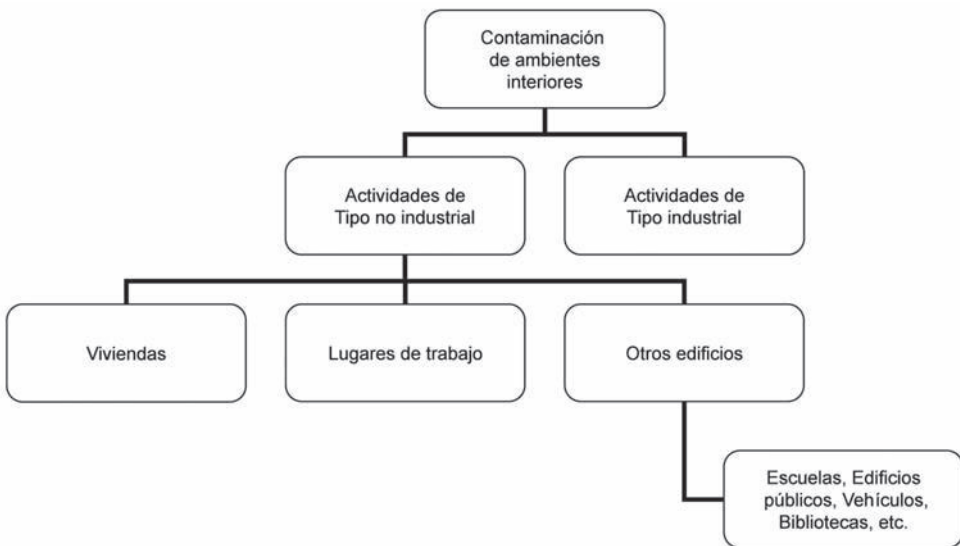 Contaminación
de ambientes
interiores
Actividades de
Tipo no industrial
Actividades de
Tipo industrial
Viviendas
Lugares de trabajo
Otros edificios
Escuelas, Edificios
públicos, Vehículos,
Bibliotecas, etc.